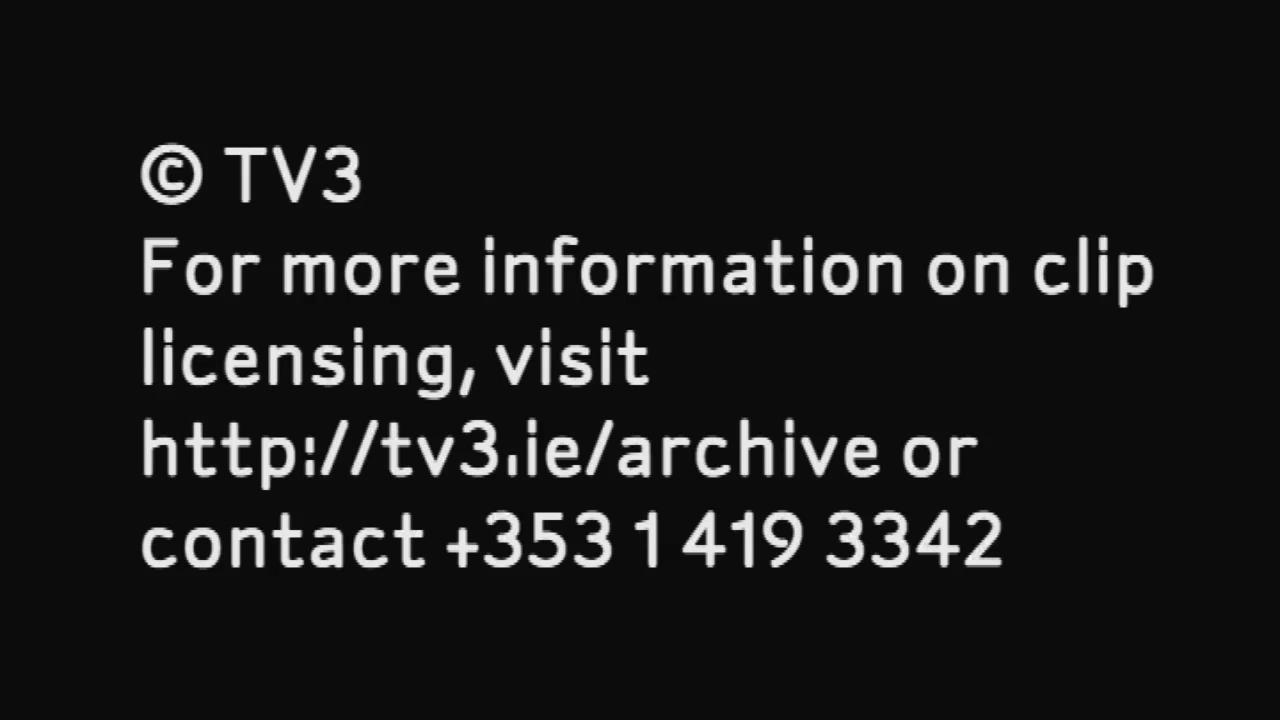 © TV3
For more information on clip
licensing, visit
http://tv3.ie/archive or
contact +353 1 419 3342